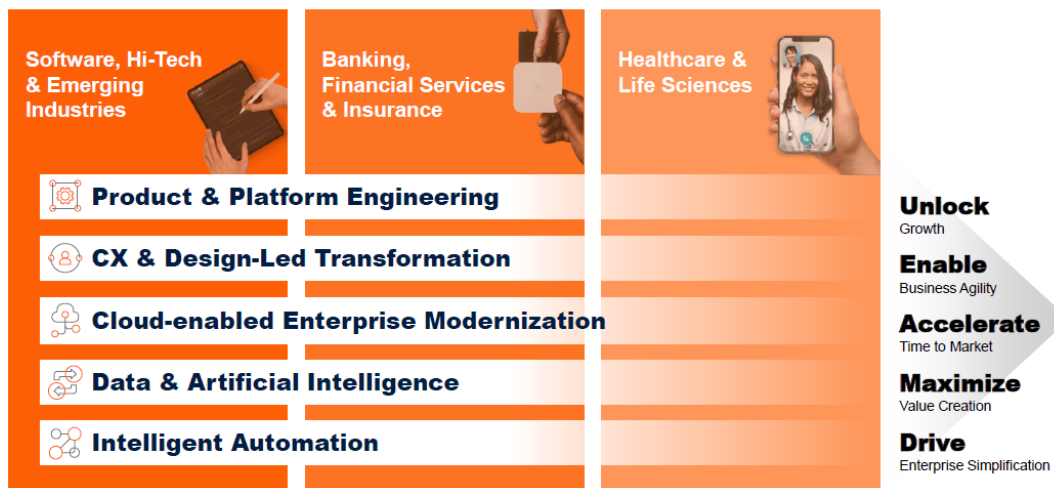 Software, Hi-Tech
& Emerging
Industries
Banking,
Financial Services
& Insurance
Healthcare &
Life Sciences
Product & Platform Engineering
CX & Design-Led Transformation
Cloud-enabled Enterprise Modernization
Data & Artificial Intelligence
Intelligent Automation
Unlock
Growth
Enable
Business Agility
Accelerate
Time to Market
Maximize
Value Creation
Drive
Enterprise Simplification